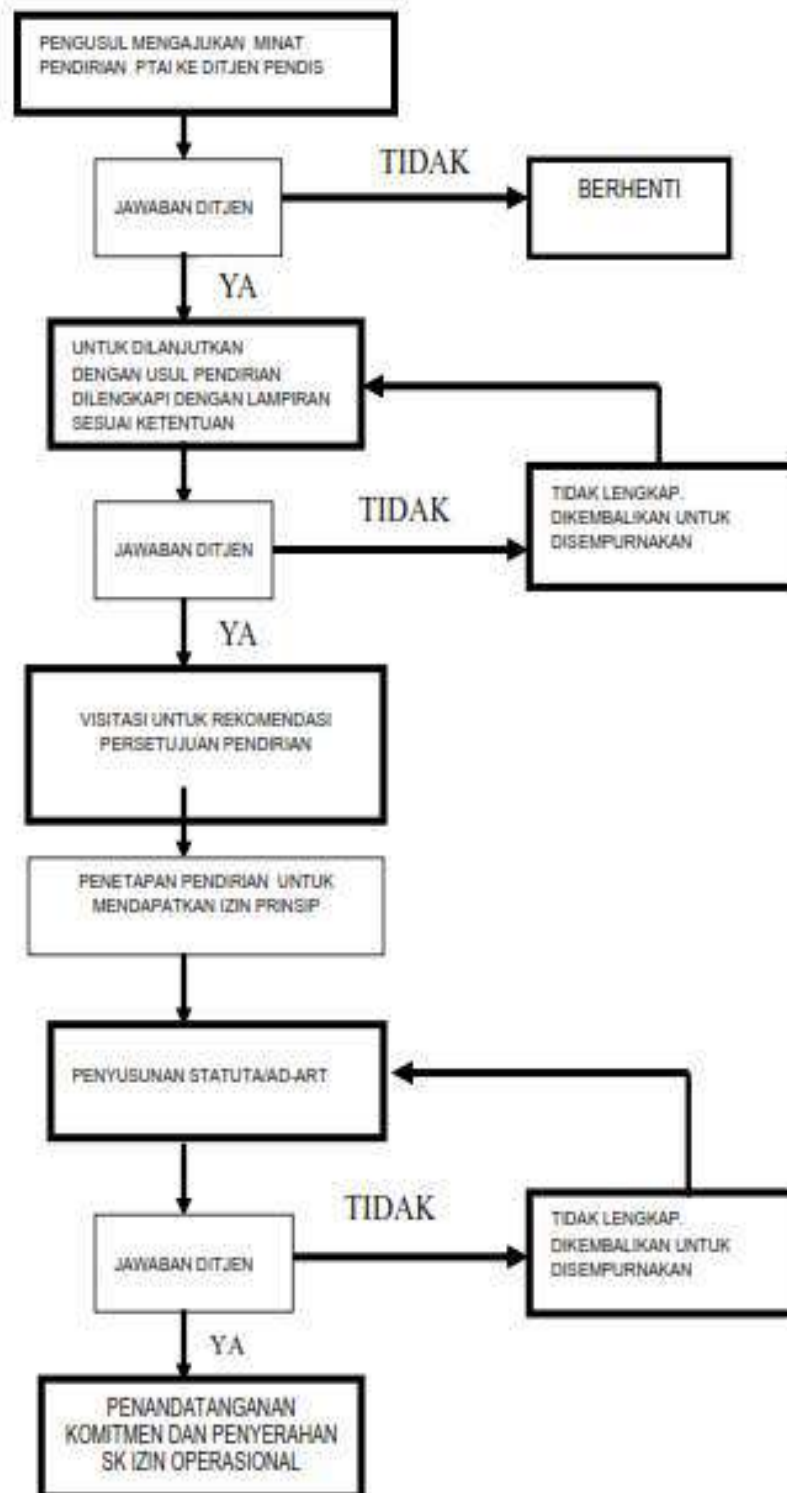 PENGUSUL MENGAJUKAN MINAT
PENDIRIAN PTAI KE DITJEN PENDIS
JAWABAN DITJEN
TIDAK
BERHENTI
YA
UNTUK DILANJUTKAN
DENGAN USUL PENDIRIAN
DILENGKAPI DENGAN LAMPIRAN
SESUAI KETENTUAN
JAWABAN DITJEN
TIDAK
TIDAK LENGKAP.
DIKEMBALIKAN UNTUK
DISEMPURNAKAN
YA
VISITASI UNTUK REKOMENDASI
PERSETUJUAN PENDIRIAN
PENETAPAN PENDIRIAN UNTUK
MENDAPATKAN IZIN PRINSIP
PENYUSUNAN STATUTA/AD-ART
JAWABAN DITJEN
TIDAK
TIDAK LENGKAP.
DIKEMBALIKAN UNTUK
DISEMPURNAKAN
YA
PENANDATANGANAN
KOMITMEN DAN PENYERAHAN
SK IZIN OPERASIONAL